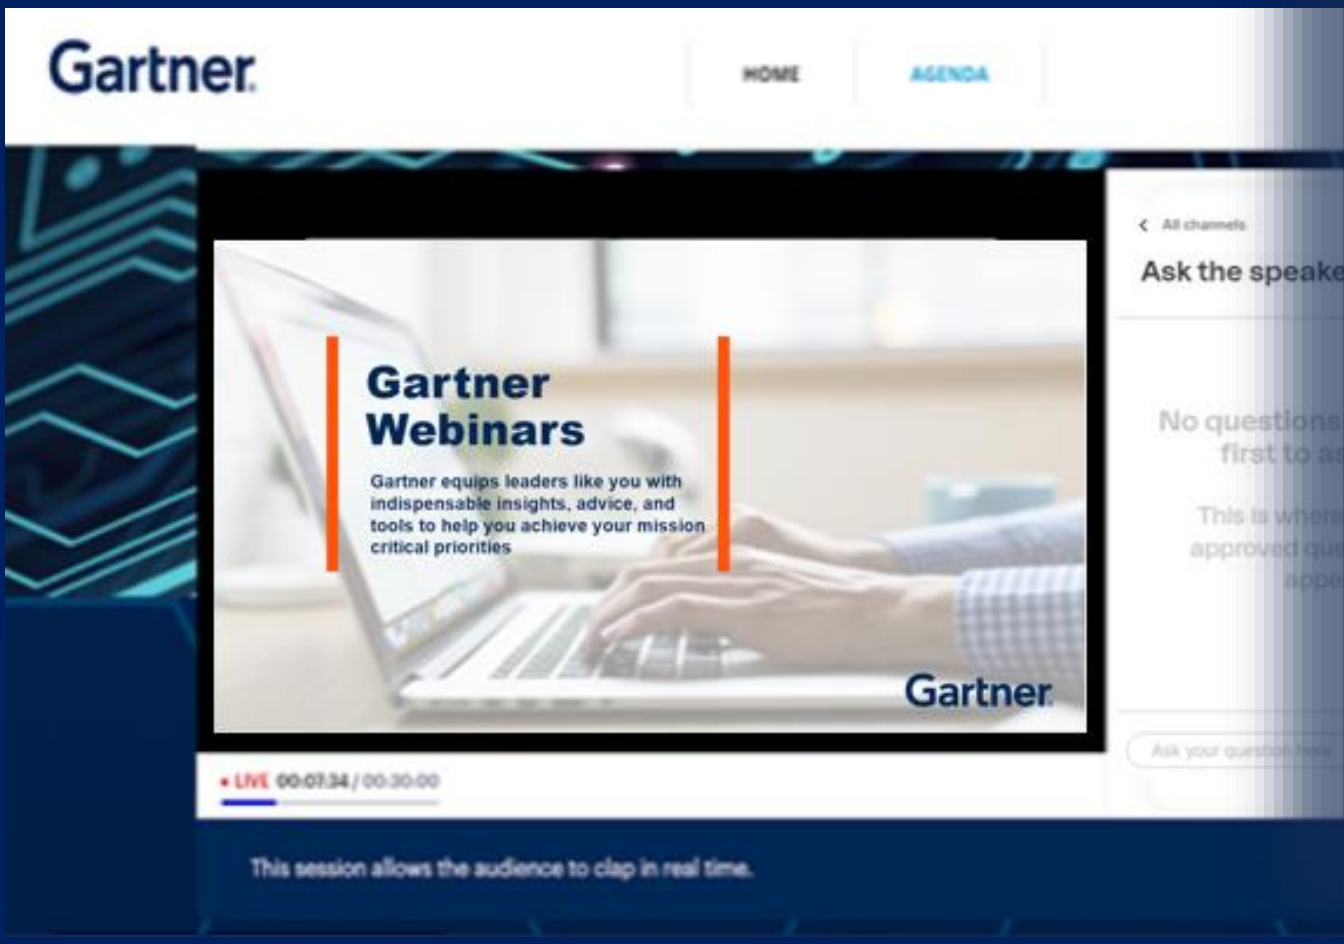 Gartner
HOME
AGENDA
All channels
Ask the speake
Gartner
Webinars
Gartner equips leaders like you with
indispensable insights, advice, and
tools to help you achieve your mission
critical priorities
No questions
first to as
This is where
approved que
appe
Gartner
Ask your question here
• LIVE 00:07:34 / 00:30:00
This session allows the audience to clap in real time.